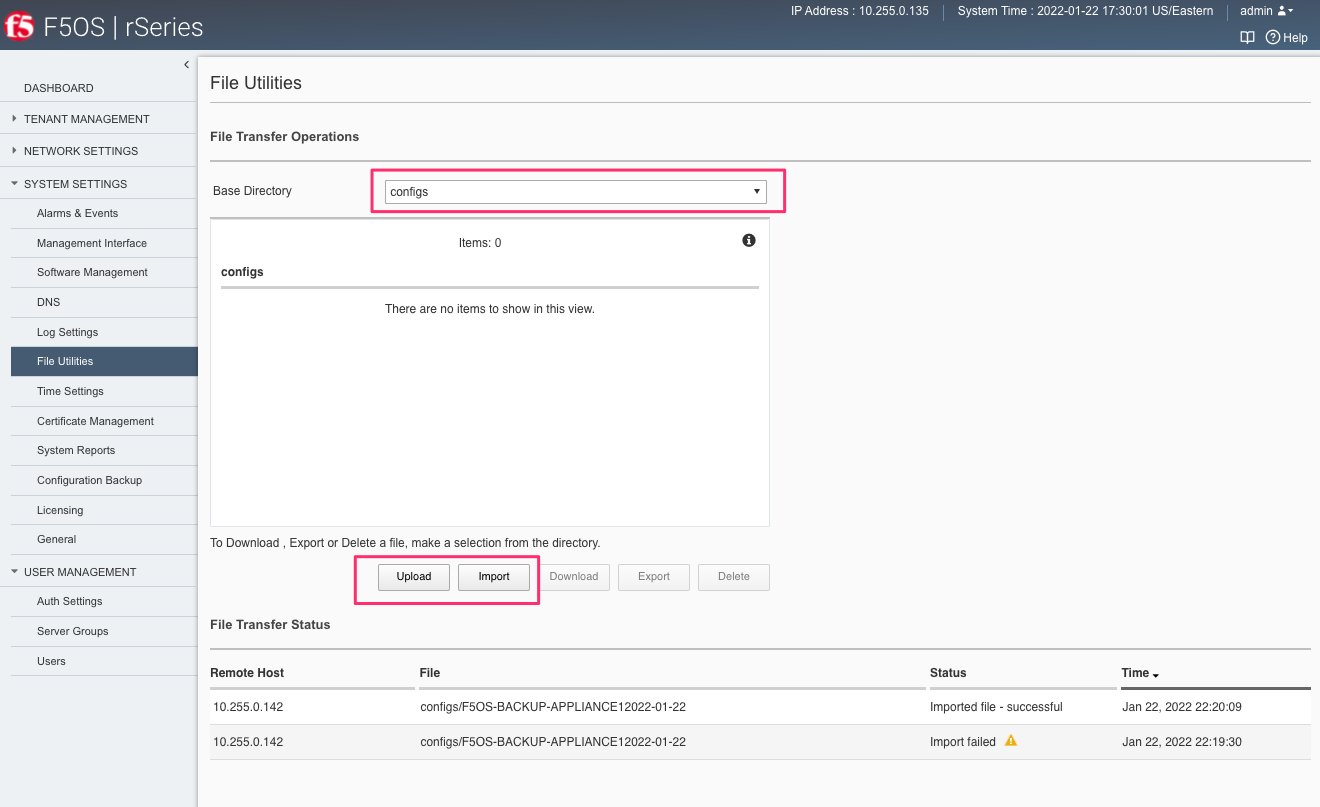 IP Address : 10.255.0.135 System Time : 2022-01-22 17:30:01 US/Eastern admin
f5 F5OS | rSeries
Help
DASHBOARD
TENANT MANAGEMENT
NETWORK SETTINGS
SYSTEM SETTINGS
Alarms & Events
Management Interface
Software Management
DNS
Log Settings
File Utilities
Time Settings
Certificate Management
System Reports
Configuration Backup
Licensing
General
USER MANAGEMENT
Auth Settings
Server Groups
Users
File Utilities
File Transfer Operations
Base Directory configs
Items: 0
configs
There are no items to show in this view.
To Download , Export or Delete a file, make a selection from the directory.
Upload Import Download Export Delete
File Transfer Status
Remote Host File Status Time
10.255.0.142 configs/F5OS-BACKUP-APPLIANCE12022-01-22 Imported file - successful Jan 22, 2022 22:20:09
10.255.0.142 configs/F5OS-BACKUP-APPLIANCE12022-01-22 Import failed Jan 22, 2022 22:19:30